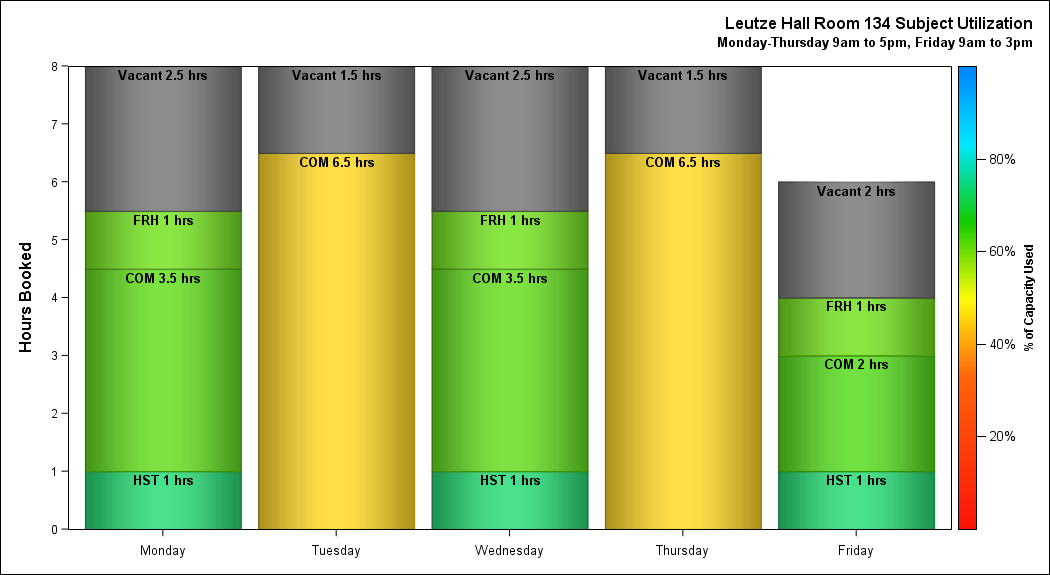 Leutze Hall Room 134 Subject Utilization
Monday-Thursday 9am to 5pm, Friday 9am to 3pm
Hours Booked
8
7
6
5
4
3
2
1
0
Vacant 2.5 hrs
FRH 1 hrs
COM 3.5 hrs
HST 1 hrs
Vacant 1.5 hrs
COM 6.5 hrs
Vacant 2.5 hrs
FRH 1 hrs
COM 3.5 hrs
HST 1 hrs
Vacant 1.5 hrs
COM 6.5 hrs
Vacant 2 hrs
FRH 1 hrs
COM 2 hrs
HST 1 hrs
Monday
Tuesday
Wednesday
Thursday
Friday
80%
60%
40%
20%
% of Capacity Used